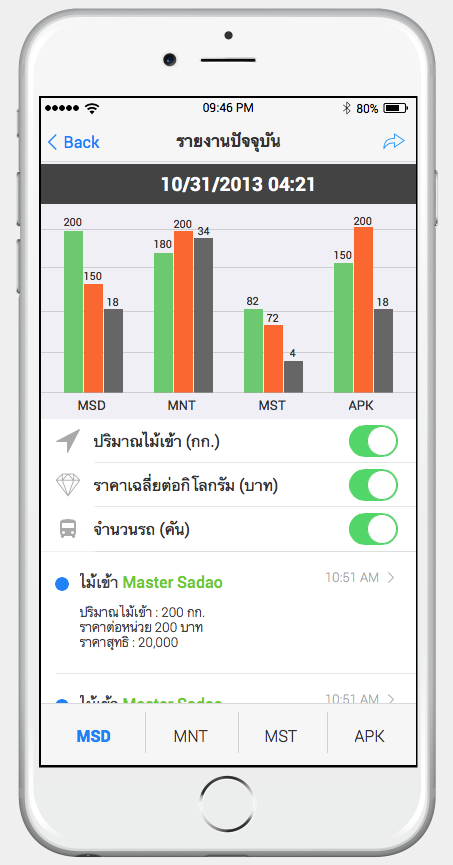 09:46 PM 80%
Back รายงานปัจจุบัน
10/31/2013 04:21
200 150 18 180 200 34 82 72 4 150 200 18
MSD MNT MST APK
ปริมาณไม้เข้า (กก.)
ราคาเฉลี่ยต่อกิโลกรัม (บาท)
จำนวนรถ (คัน)
ไม้เข้า Master Sadao 10:51 AM
ปริมาณไม้เข้า : 200 กก.
ราคาต่อหน่วย 200 บาท
ราคาสุทธิ : 20,000
ไม้เข้า Master Sadao 10:51 AM
MSD MNT MST APK